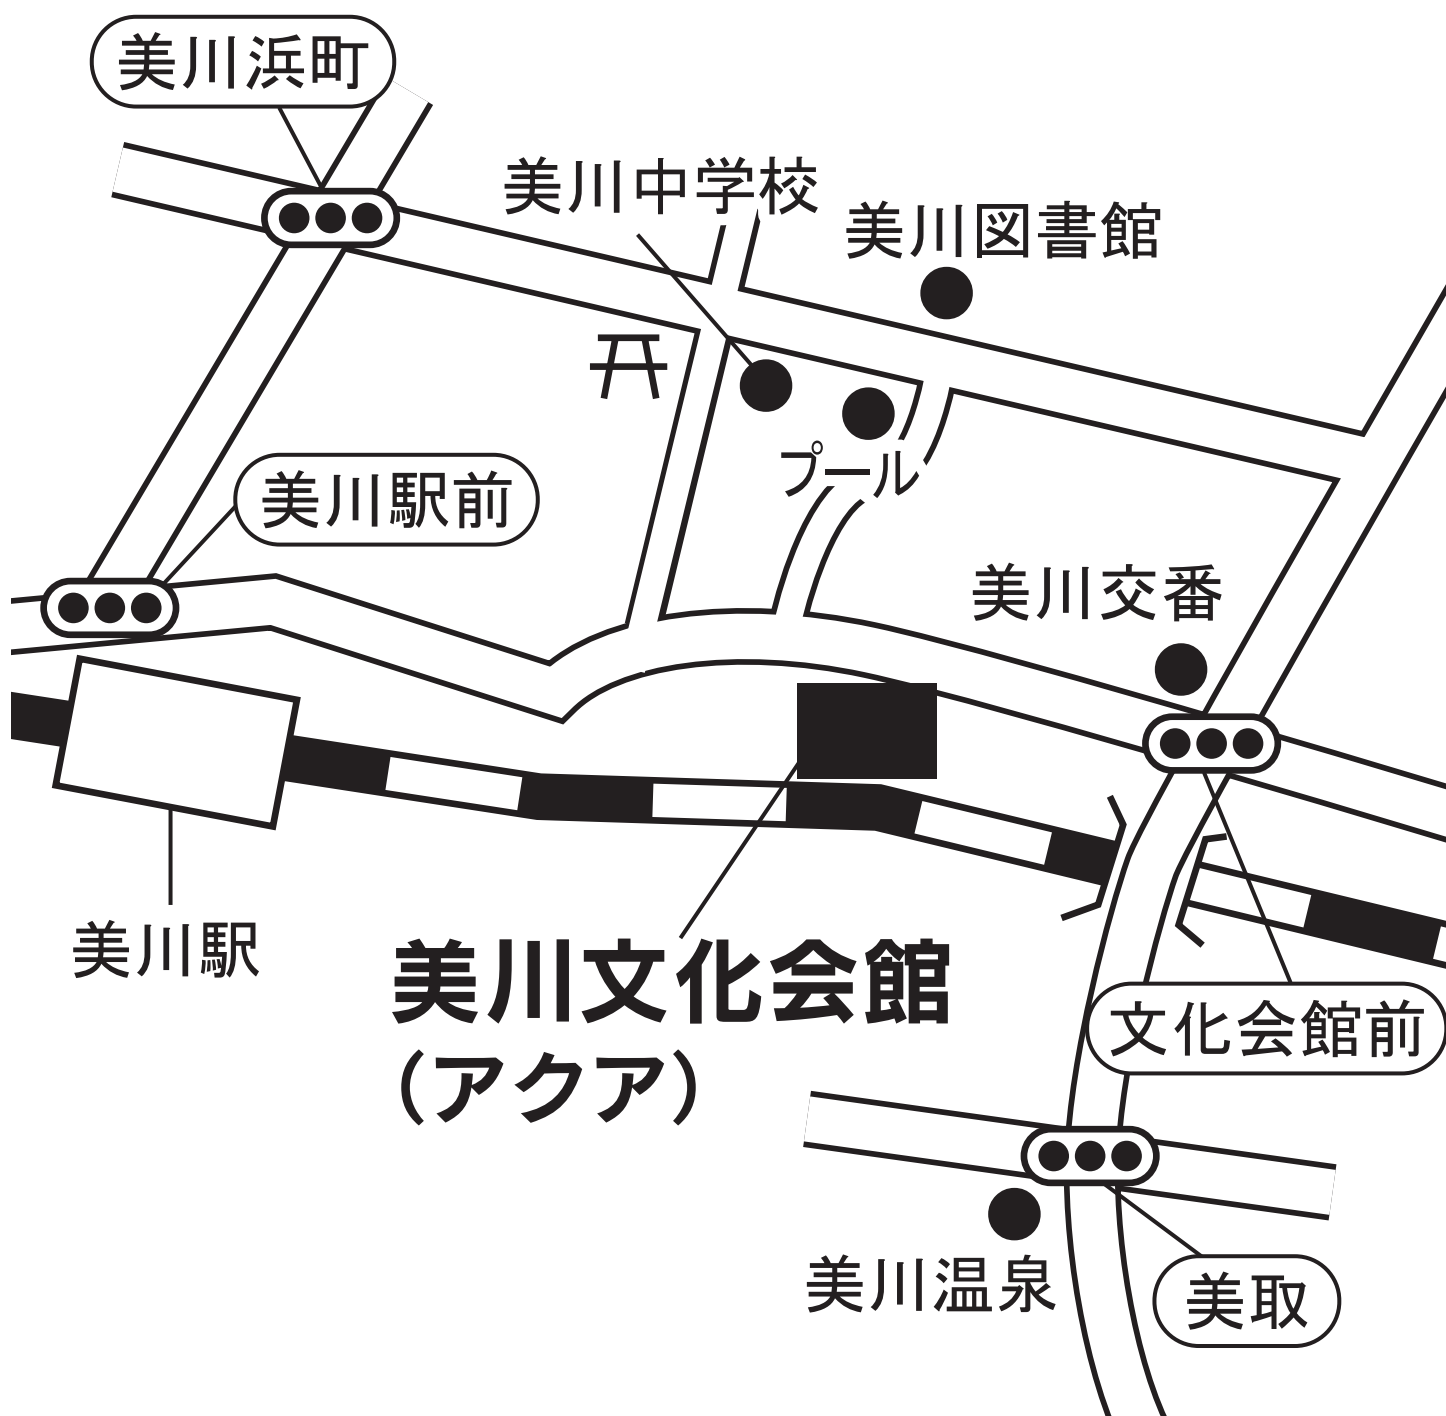 美川浜町
美川中学校
美川図書館
プール
美川駅前
美川交番
美川駅
美川文化会館
（アクア）
文化会館前
美川温泉
美取